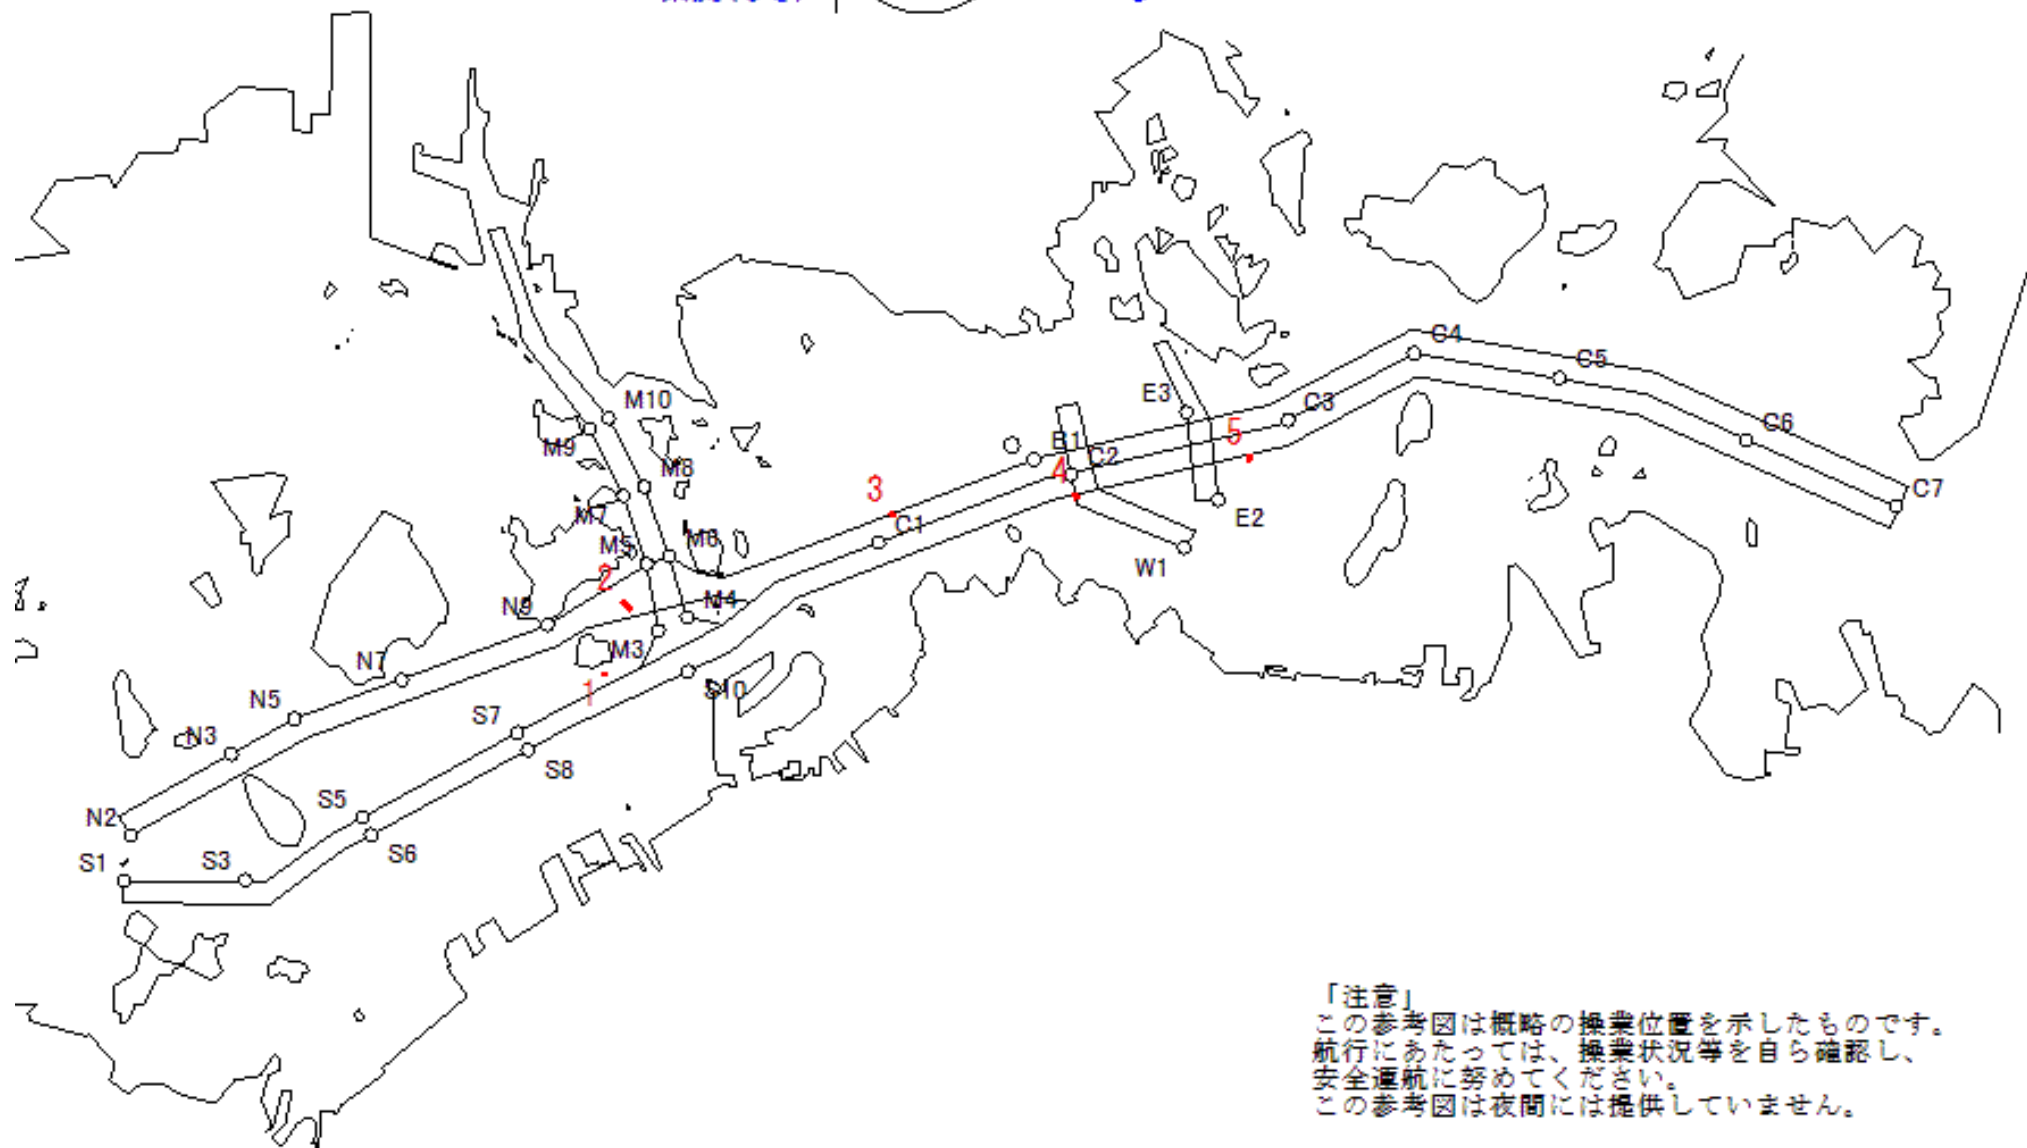 C4
C5
M10
E3
C3
C6
M9
B1
5
M8
C2
4
3
C7
M7
E2
C1
M5
M6
W1
2
N9
M4
M3
N7
1
S10
N5
S7
N3
S8
S5
N2
S6
S1
S3
「注意」
この参考図は概略の操業位置を示したものです。
航行にあたっては、操業状況等を自ら確認し、
安全運航に努めてください。
この参考図は夜間には提供していません。